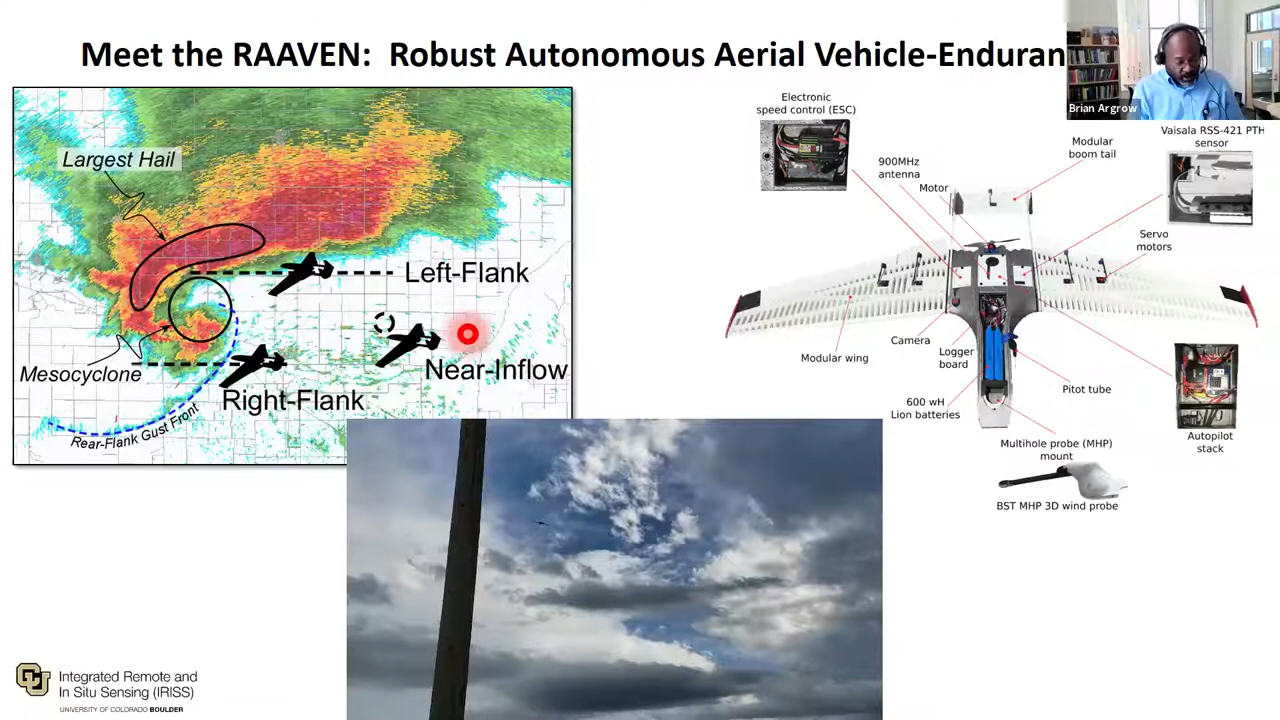 Meet the RAAVEN: Robust Autonomous Aerial Vehicle-Enduran
Brian Argrow
Largest Hail
Left-Flank
Near-Inflow
Mesocyclone
Right-Flank
Rear-Flank Gust Front
Electronic
speed control (ESC)
900MHz
antenna
Motor
Modular
boom tail
Vaisala RSS-421 PTH
sensor
Servo
motors
Modular wing
Camera
Logger
board
600 wH
Lion batteries
Pitot tube
Multihole probe (MHP)
mount
BST MHP 3D wind probe
Autopilot
stack
CU
Integrated Remote and
In Situ Sensing (IRISS)
UNIVERSITY OF COLORADO BOULDER